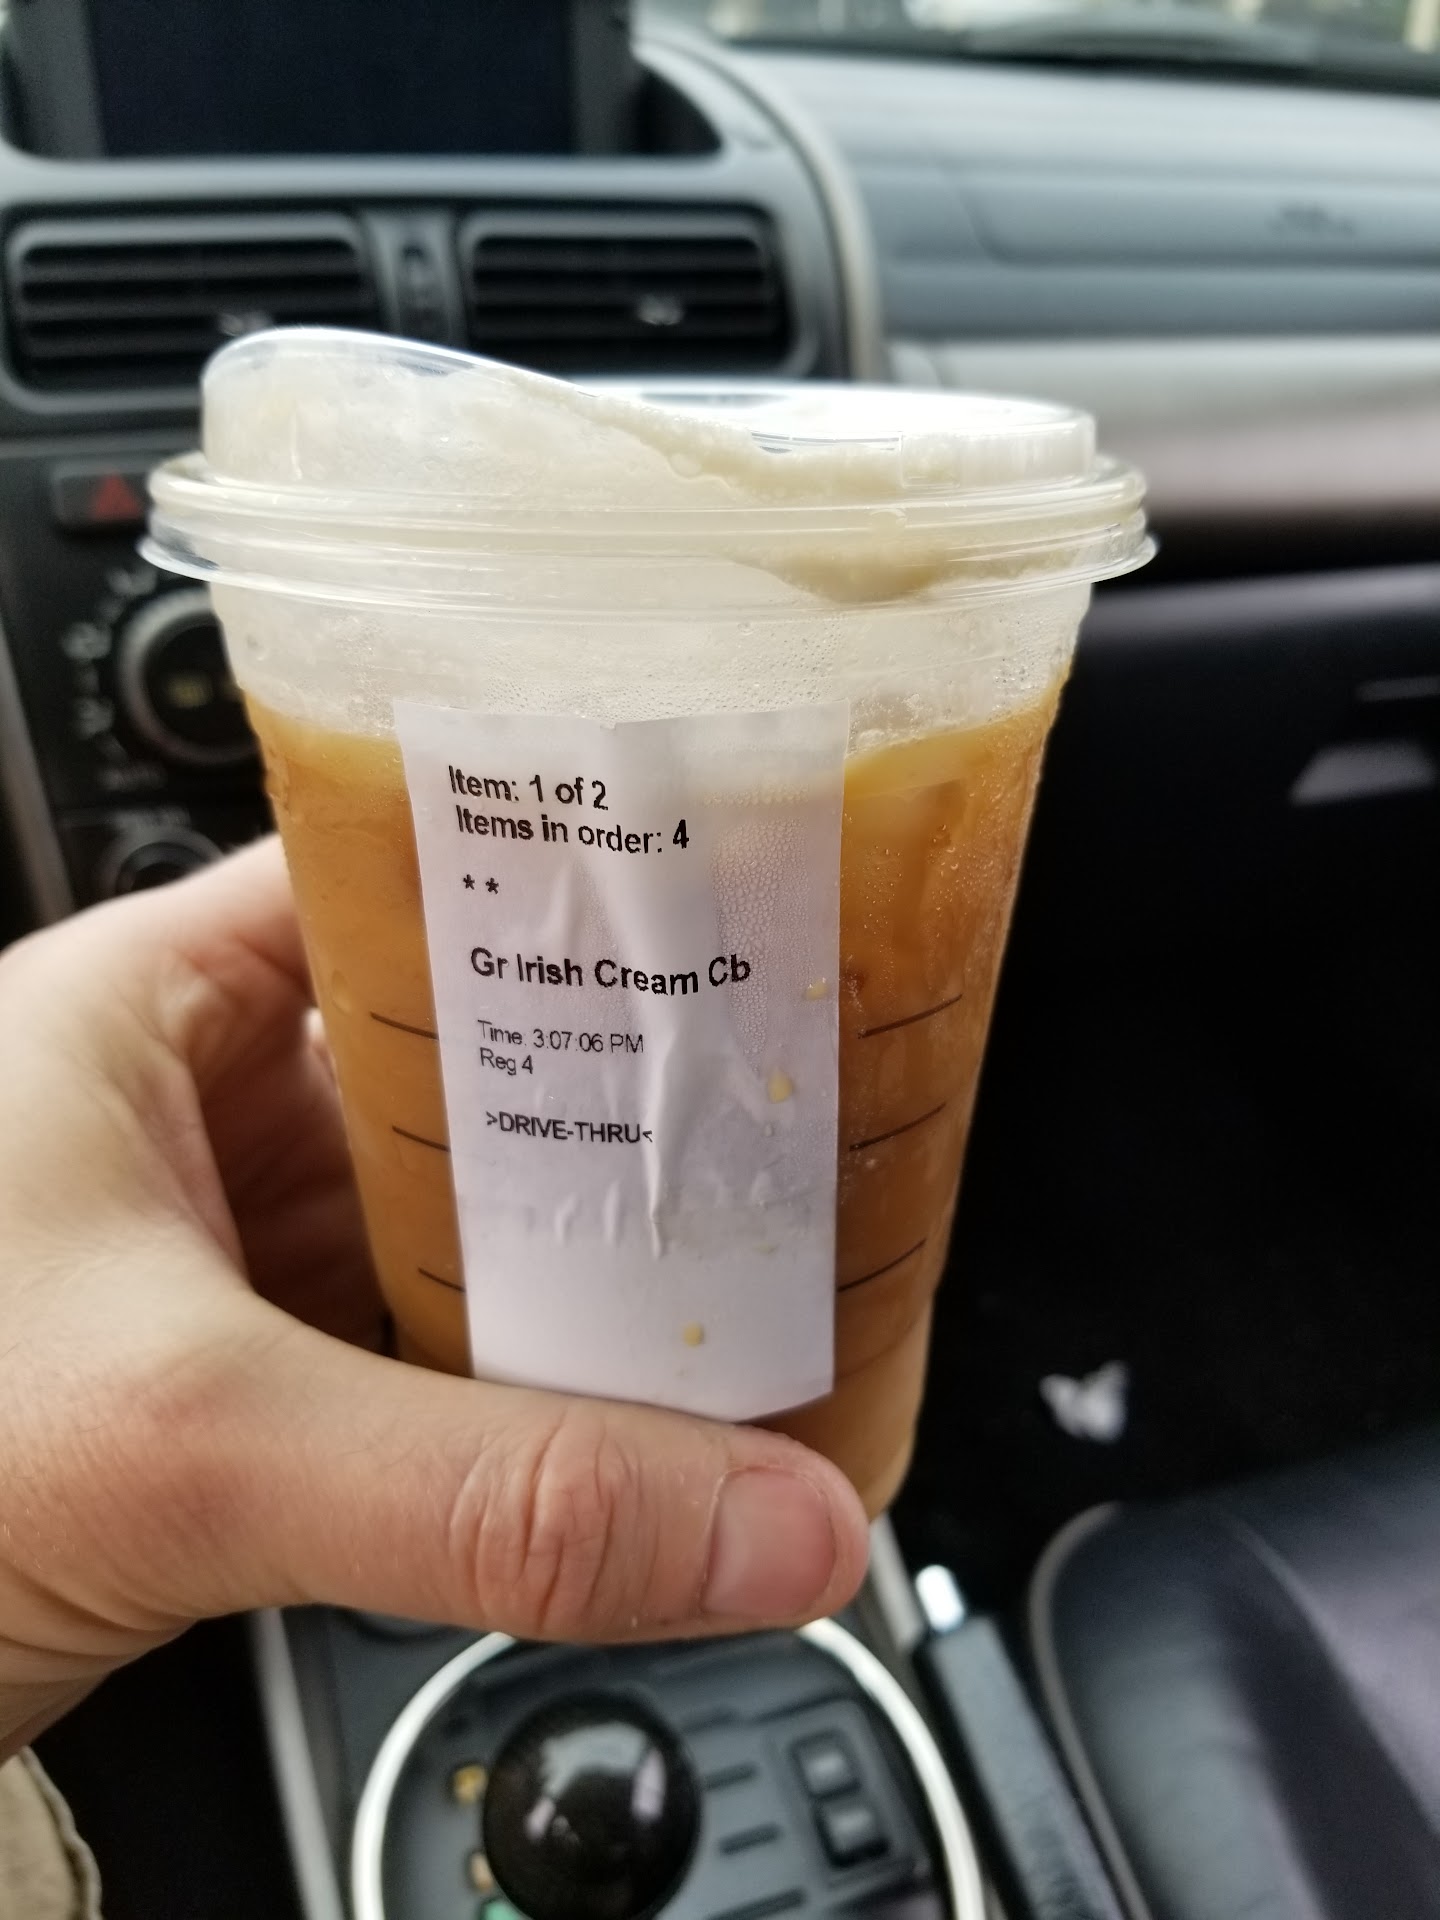 Item: 1 of 2
Items in order: 4
* *
Gr Irish Cream Cb
Time: 3:07:06 PM
Reg 4
>DRIVE-THRU<